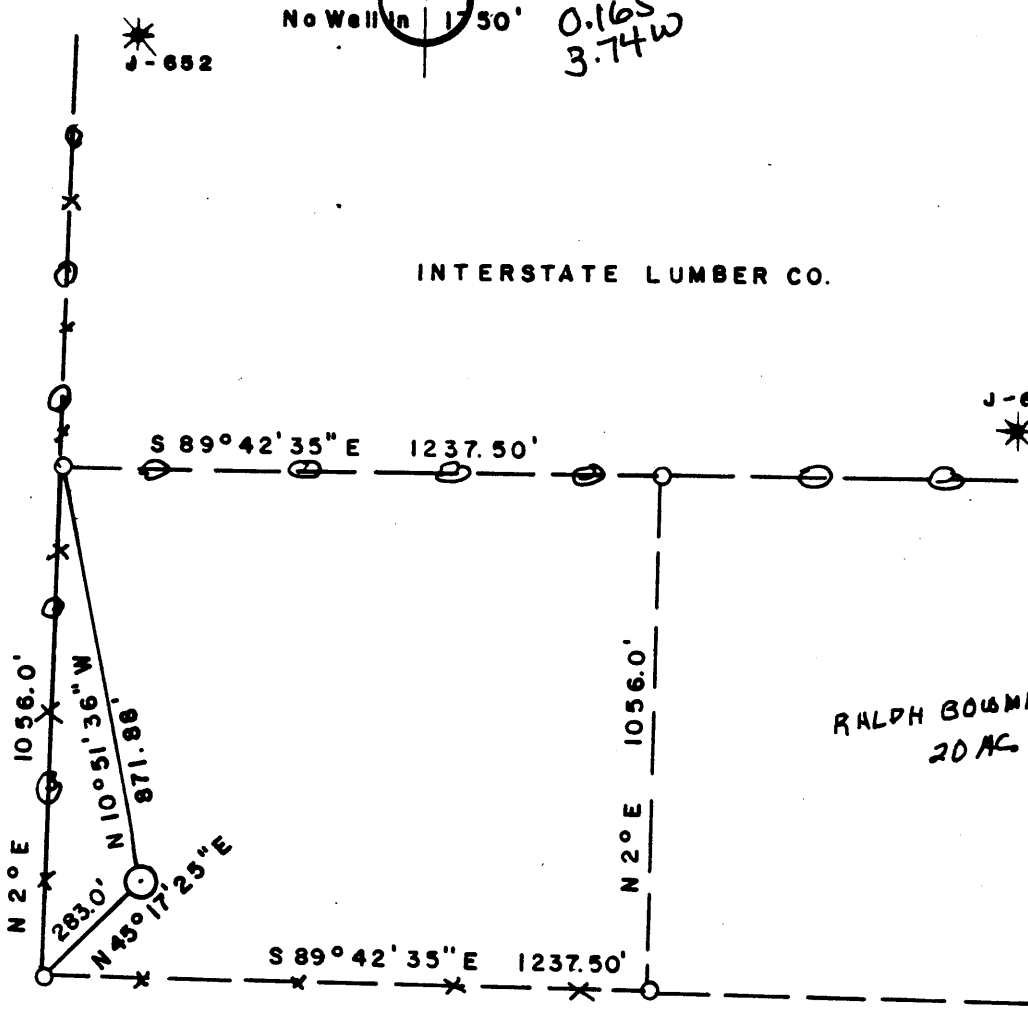 No Well in 1750'
0.16S
3.74W
J-652
INTERSTATE LUMBER CO.
J-6
S 89° 42' 35" E 1237.50'
1056.0'
N 2° E
N 10° 51' 36" W
871.88'
283.0'
N 45° 17' 25" E
1056.0'
N 2° E
RALPH
20 AC
S 89° 42' 35" E 1237.50'